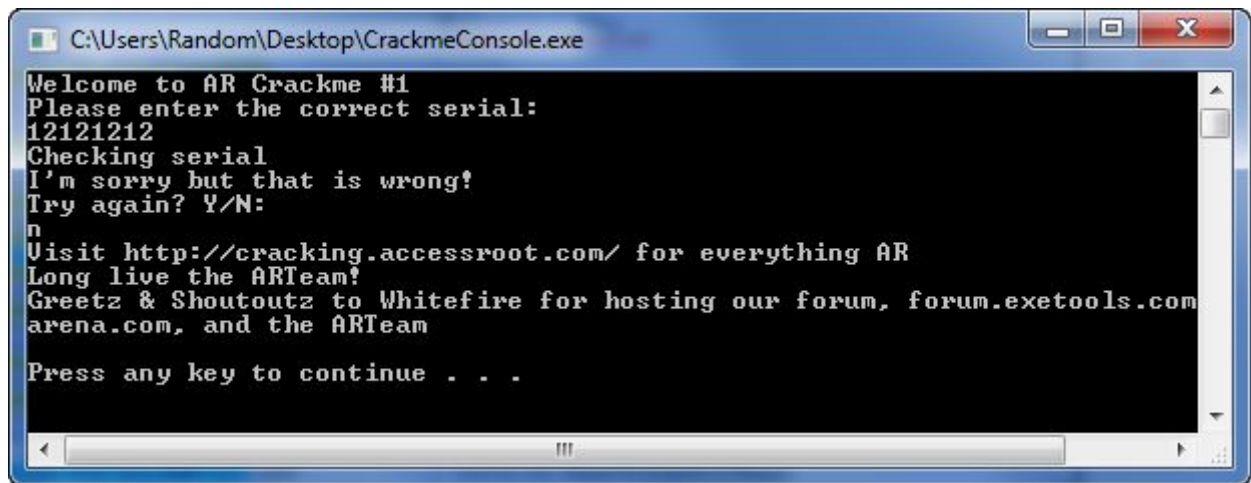 C:\Users\Random\Desktop\CrackmeConsole.exe
Welcome to AR Crackme #1
Please enter the correct serial:
12121212
Checking serial
I'm sorry but that is wrong!
Try again? Y/N:
n
Visit http://cracking.accessroot.com/ for everything AR
Long live the ARTeam!
Greetz & Shoutoutz to Whitefire for hosting our forum, forum.exetools.com
arena.com, and the ARTeam
Press any key to continue . . .